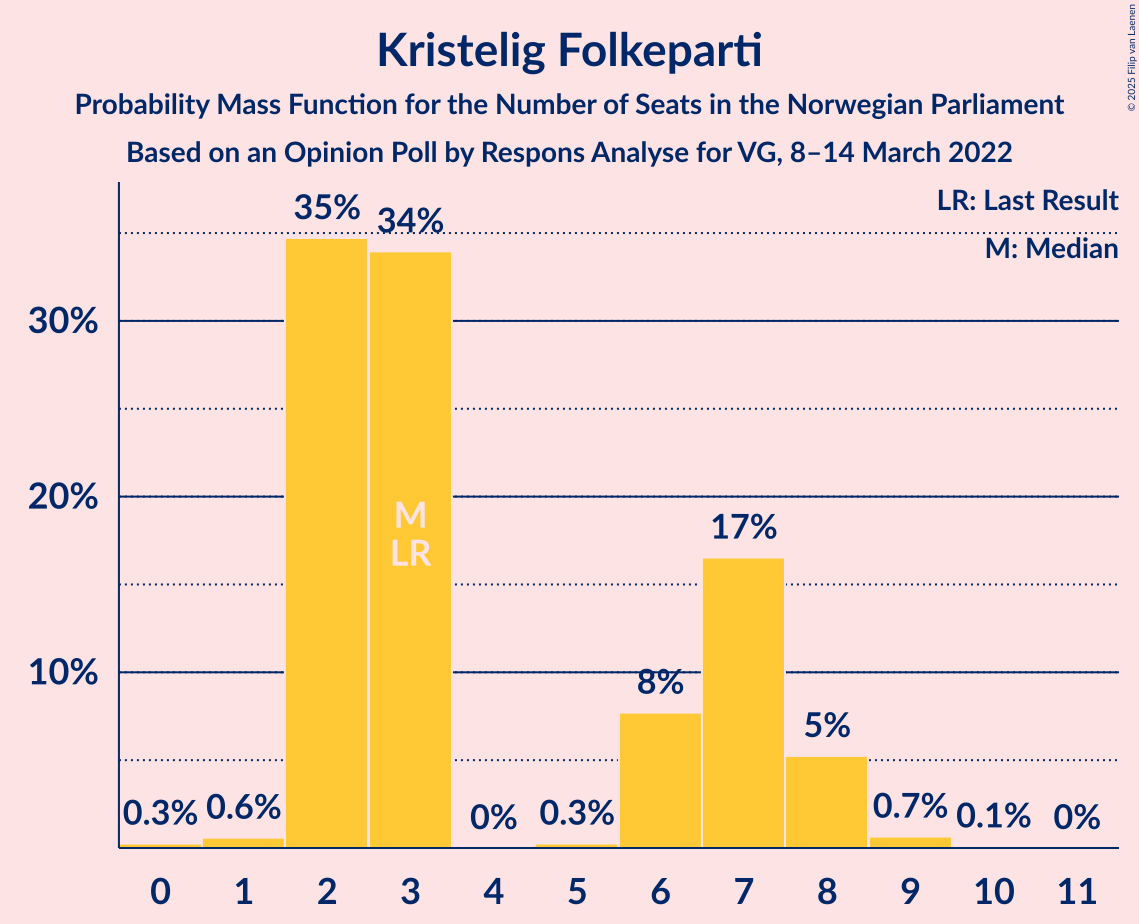 Kristelig Folkeparti
Probability Mass Function for the Number of Seats in the Norwegian Parliament
Based on an Opinion Poll by Respons Analyse for VG, 8–14 March 2022
© 2025 Filip van Laenen
LR: Last Result
M: Median
35%
34%
30%
20%
M
LR
17%
10%
8%
5%
0.3%
0.6%
0%
0.3%
0.7%
0.1%
0%
0 1 2 3 4 5 6 7 8 9 10 11